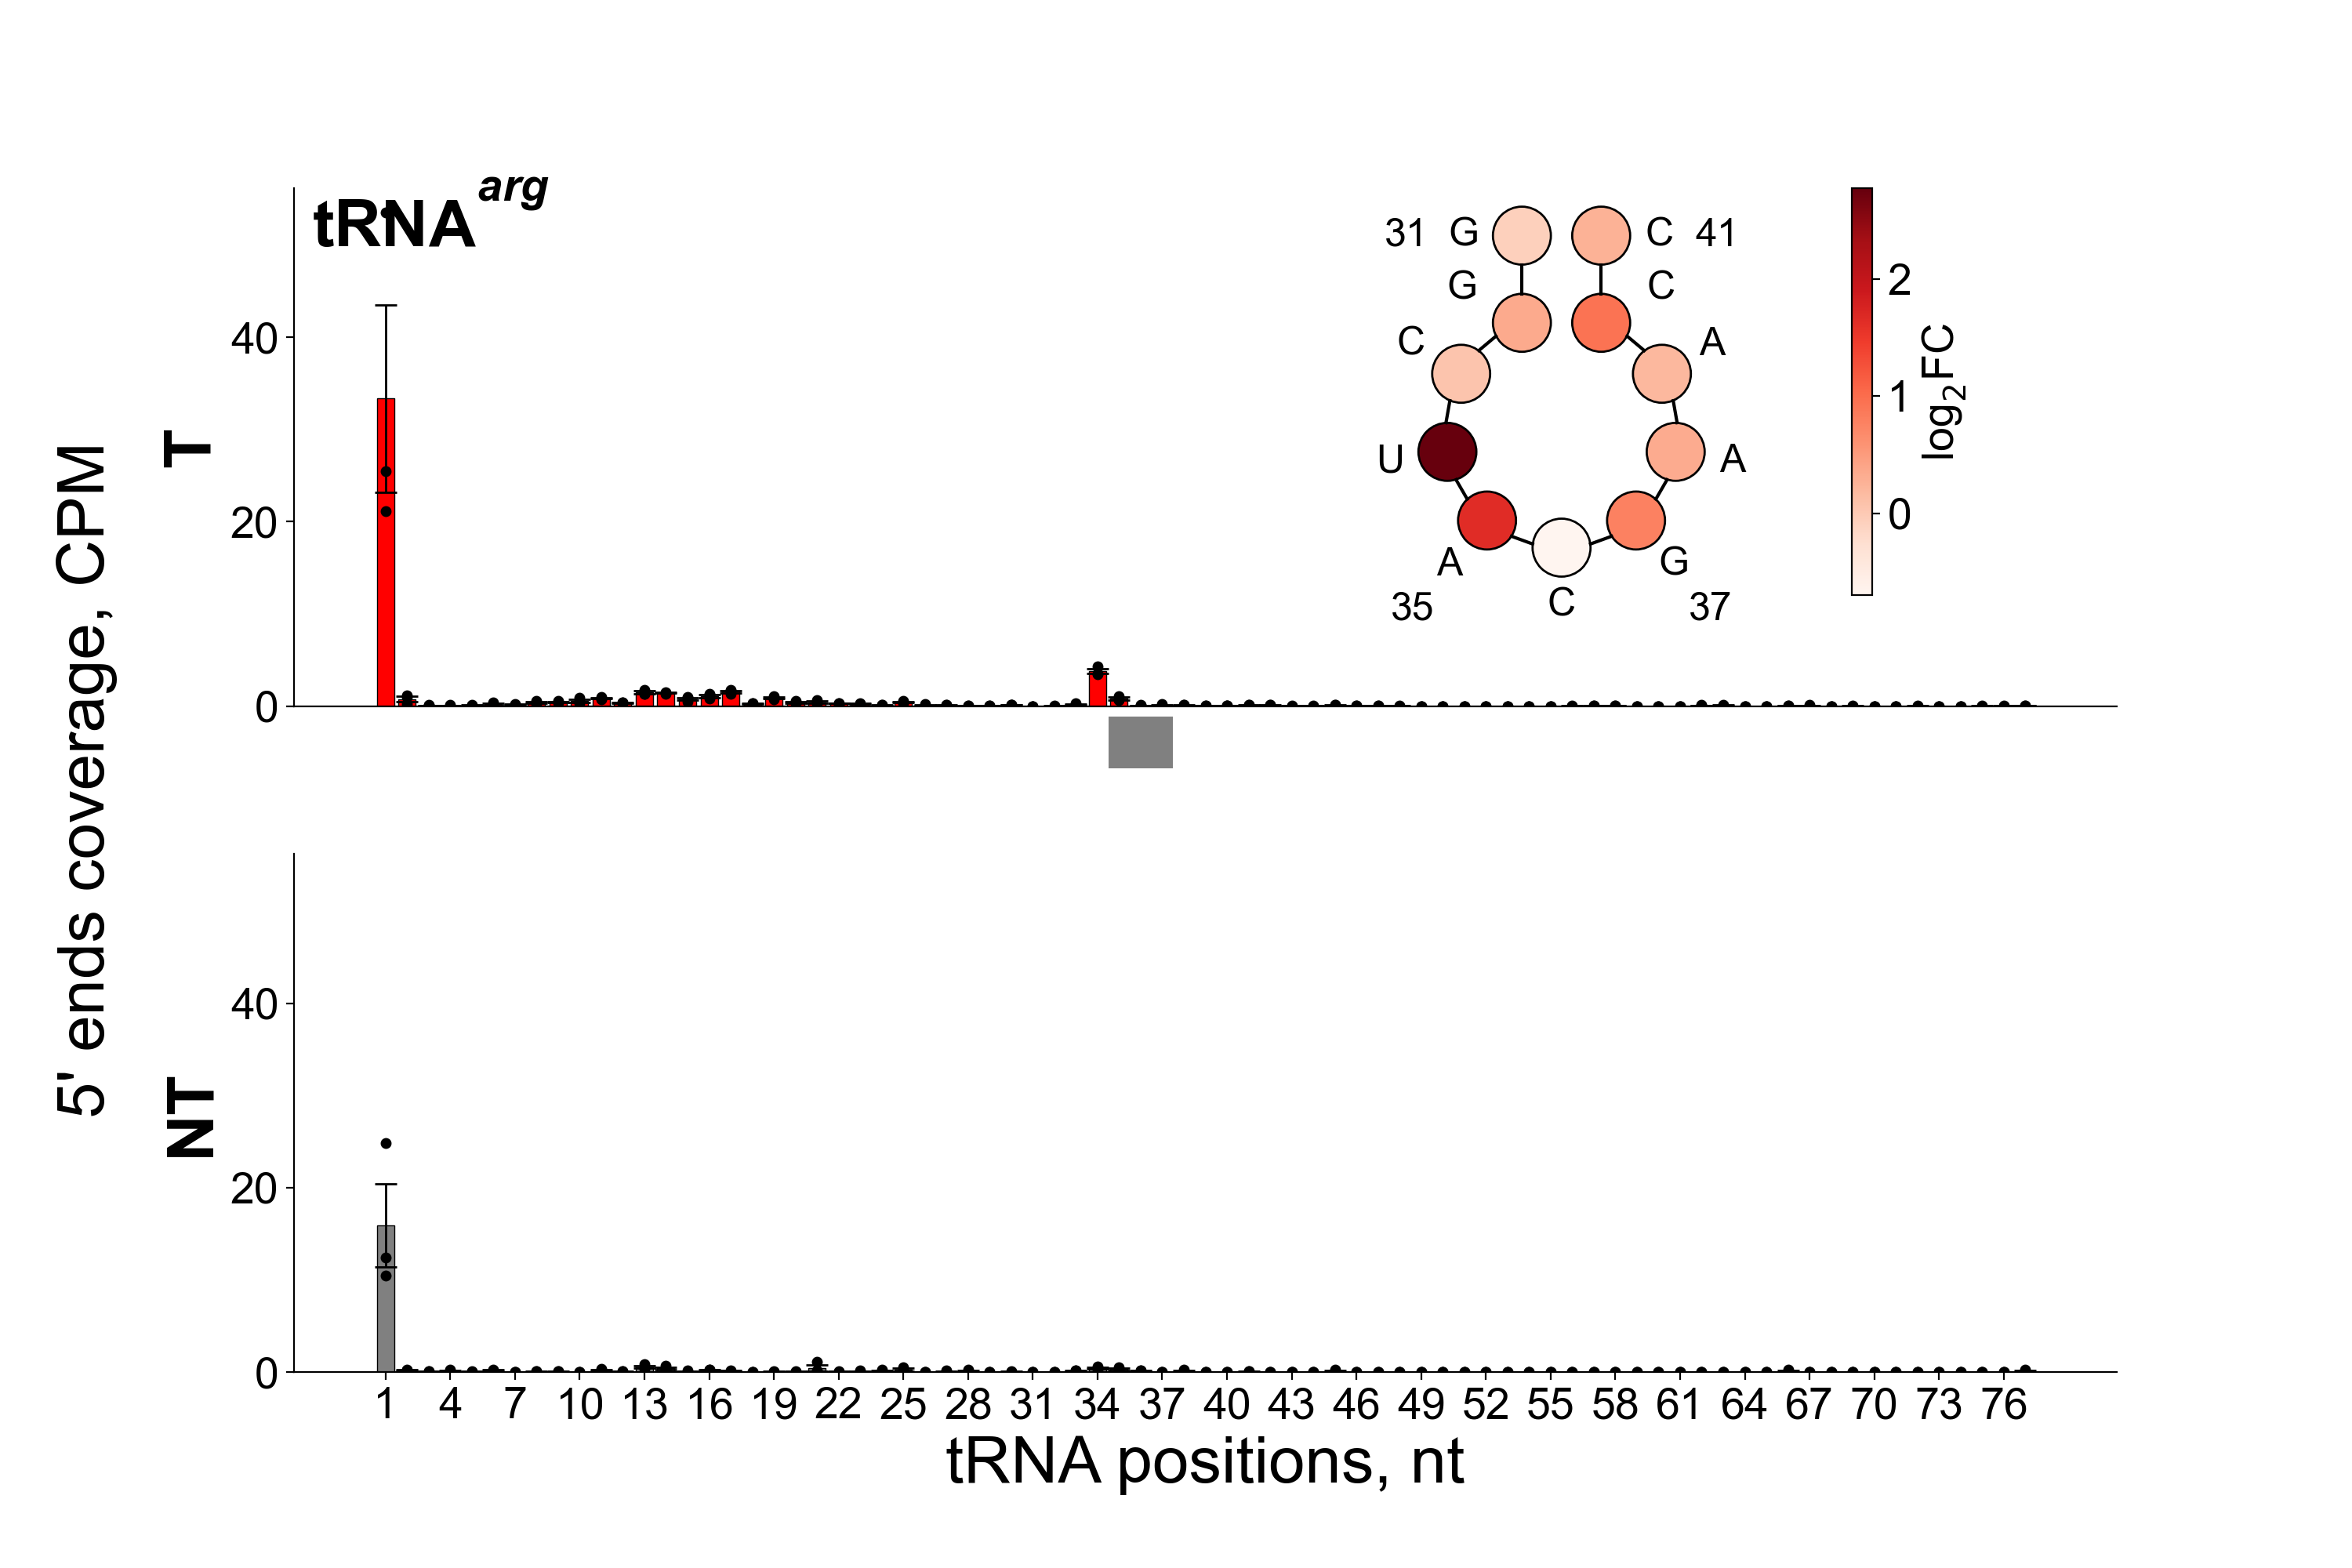 tRNA^arg
5' ends coverage, CPM
T
40
20
0
31 G C 41
G C
C A
U A
A G
35 C 37
2
1
0
log₂FC
NT
40
20
0
1 4 7 10 13 16 19 22 25 28 31 34 37 40 43 46 49 52 55 58 61 64 67 70 73 76
tRNA positions, nt